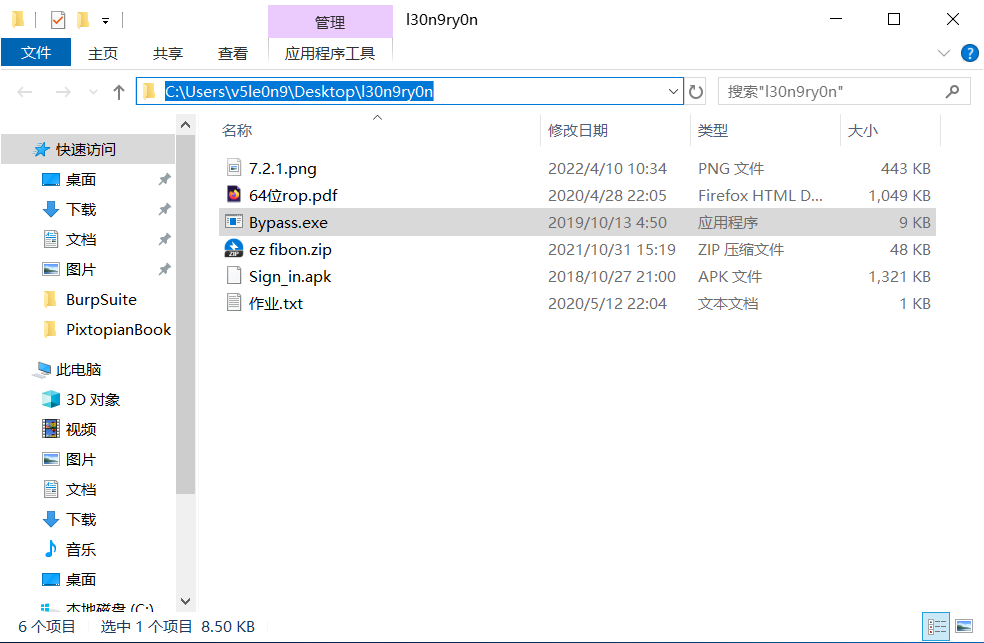 管理 l30n9ry0n
文件 主页 共享 查看 应用程序工具
C:\Users\v5le0n9\Desktop\l30n9ry0n 搜索"l30n9ry0n"
名称 修改日期 类型 大小
快速访问
桌面
下载
文档
图片
BurpSuite
PixtopianBook
此电脑
3D 对象
视频
图片
文档
下载
音乐
桌面
本地磁盘 (C:)
7.2.1.png 2022/4/10 10:34 PNG 文件 443 KB
64位rop.pdf 2020/4/28 22:05 Firefox HTML D... 1,049 KB
Bypass.exe 2019/10/13 4:50 应用程序 9 KB
ez fibon.zip 2021/10/31 15:19 ZIP 压缩文件 48 KB
Sign_in.apk 2018/10/27 21:00 APK 文件 1,321 KB
作业.txt 2020/5/12 22:04 文本文档 1 KB
6 个项目 选中 1 个项目 8.50 KB